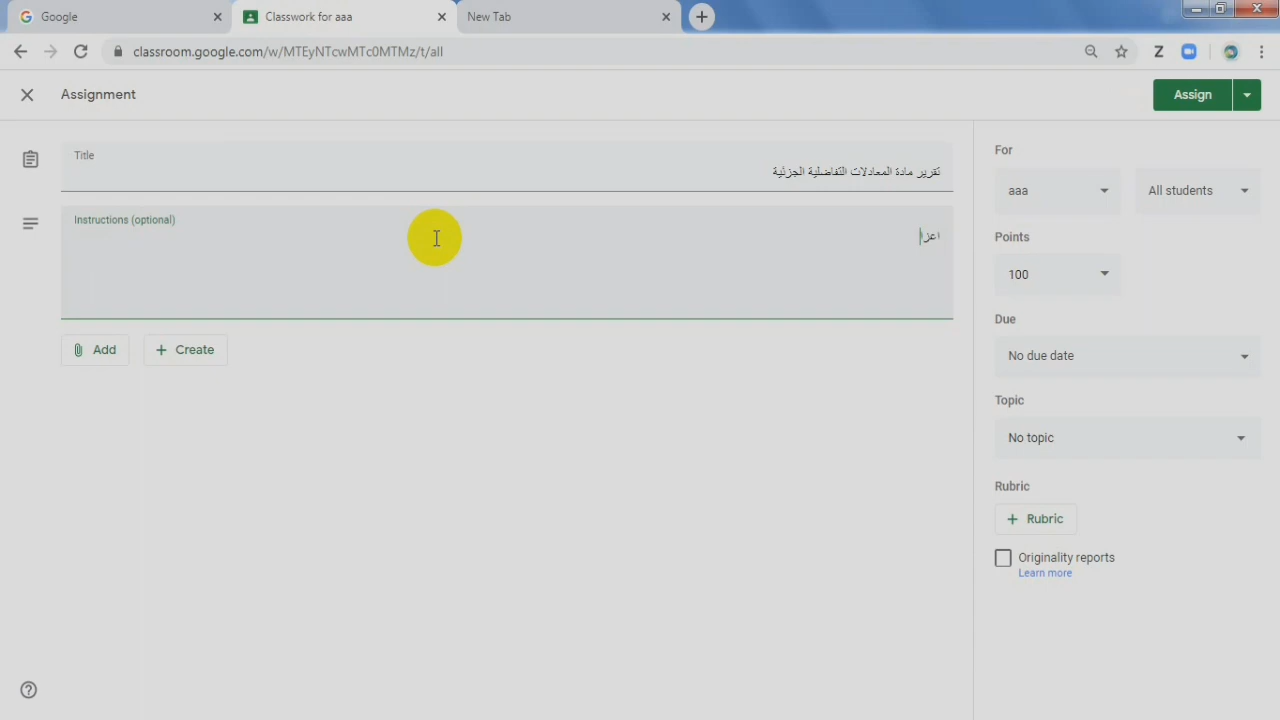 Google
Classwork for aaa
New Tab
classroom.google.com/w/MTEyNTcwMTc0MTMz/t/all
Z
Assignment
Assign
Title
تقرير مادة المعادلات التفاضلية الجزئية
Instructions (optional)
اعزا
Add
+ Create
For
aaa
All students
Points
100
Due
No due date
Topic
No topic
Rubric
+ Rubric
Originality reports
Learn more